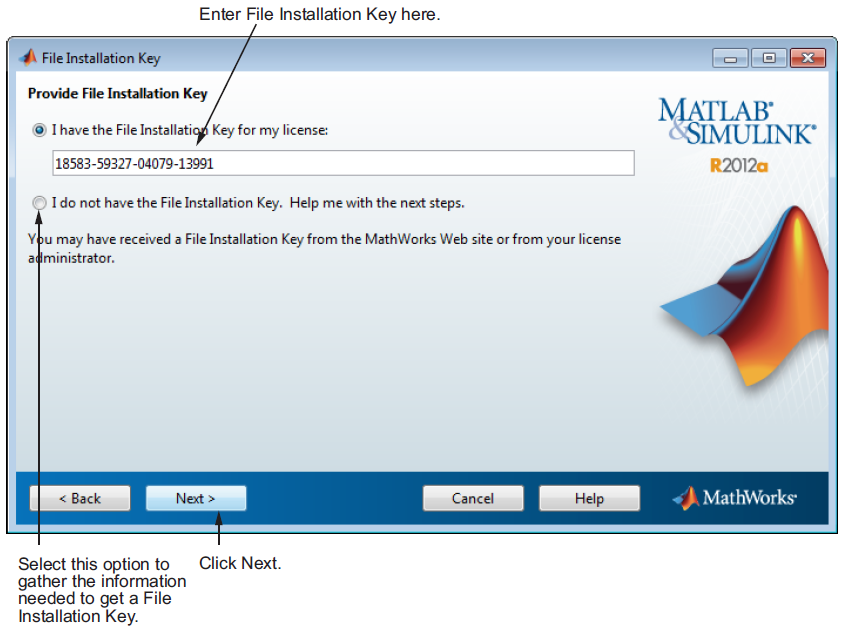 Enter File Installation Key here.
File Installation Key
Provide File Installation Key
I have the File Installation Key for my license:
18583-59327-04079-13991
I do not have the File Installation Key.  Help me with the next steps.
You may have received a File Installation Key from the MathWorks Web site or from your license
administrator.
MATLAB®
&SIMULINK®
R2012a
< Back
Next >
Cancel
Help
MathWorks®
Select this option to
gather the information
needed to get a File
Installation Key.
Click Next.